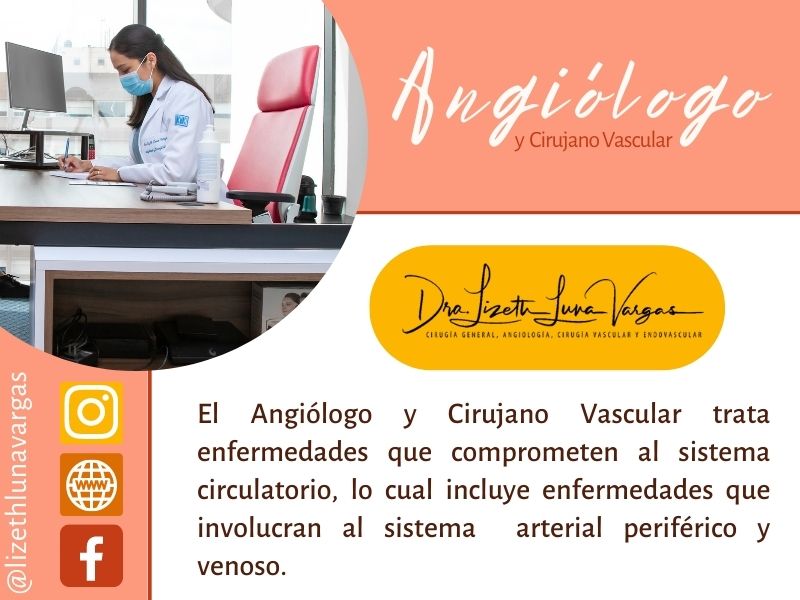 Angiólogo
y Cirujano Vascular
Dra. Lizeth Luna Vargas
CIRUGÍA GENERAL, ANGIOLOGÍA, CIRUGÍA VASCULAR Y ENDOVASCULAR
El Angiólogo y Cirujano Vascular trata
enfermedades que comprometen al sistema
circulatorio, lo cual incluye enfermedades que
involucran al sistema arterial periférico y
venoso.
@lizethlunavargas
www